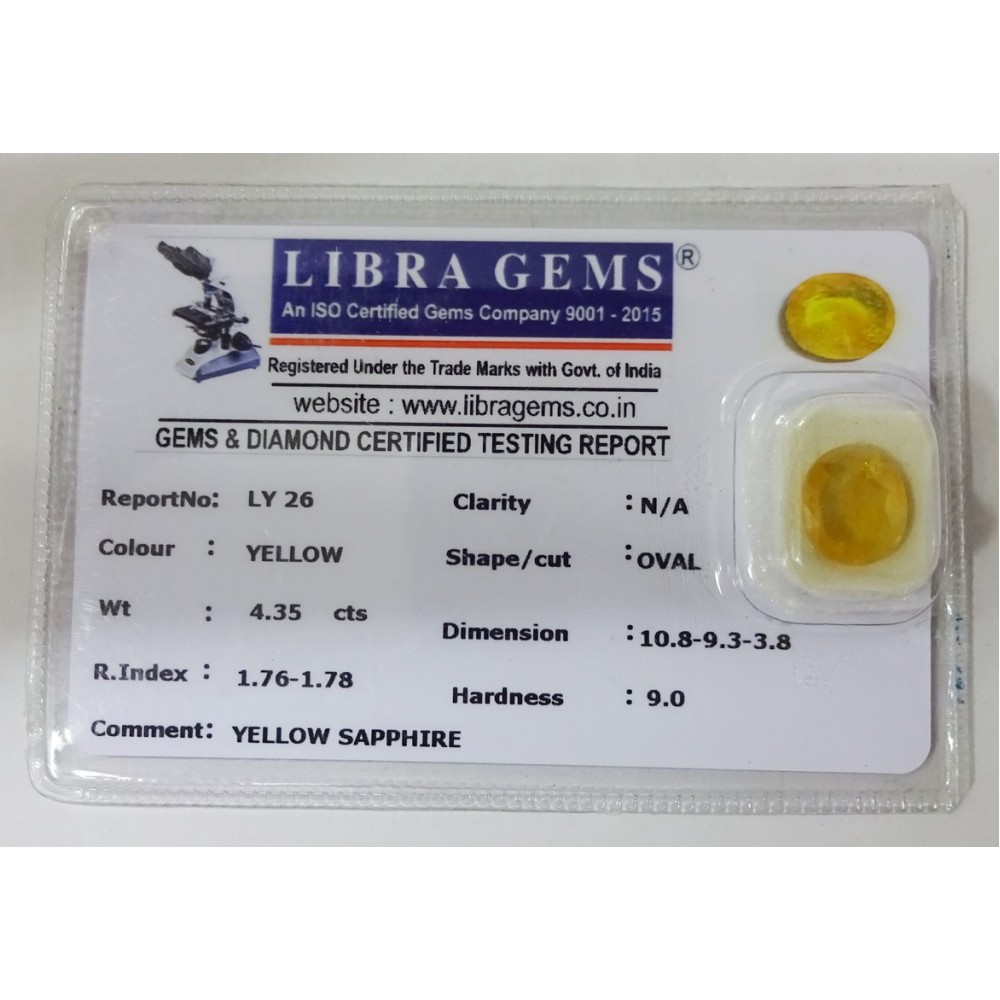 LIBRA GEMS ®
An ISO Certified Gems Company 9001 - 2015
Registered Under the Trade Marks with Govt. of India
website : www.libragems.co.in
GEMS & DIAMOND CERTIFIED TESTING REPORT
ReportNo: LY 26
Colour : YELLOW
Wt : 4.35 cts
R.Index : 1.76-1.78
Comment: YELLOW SAPPHIRE
Clarity : N/A
Shape/cut : OVAL
Dimension : 10.8-9.3-3.8
Hardness : 9.0